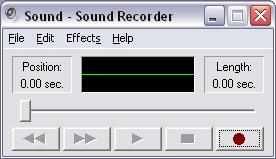 Sound - Sound Recorder
File Edit Effects Help
Position: Length:
0.00 sec. 0.00 sec.